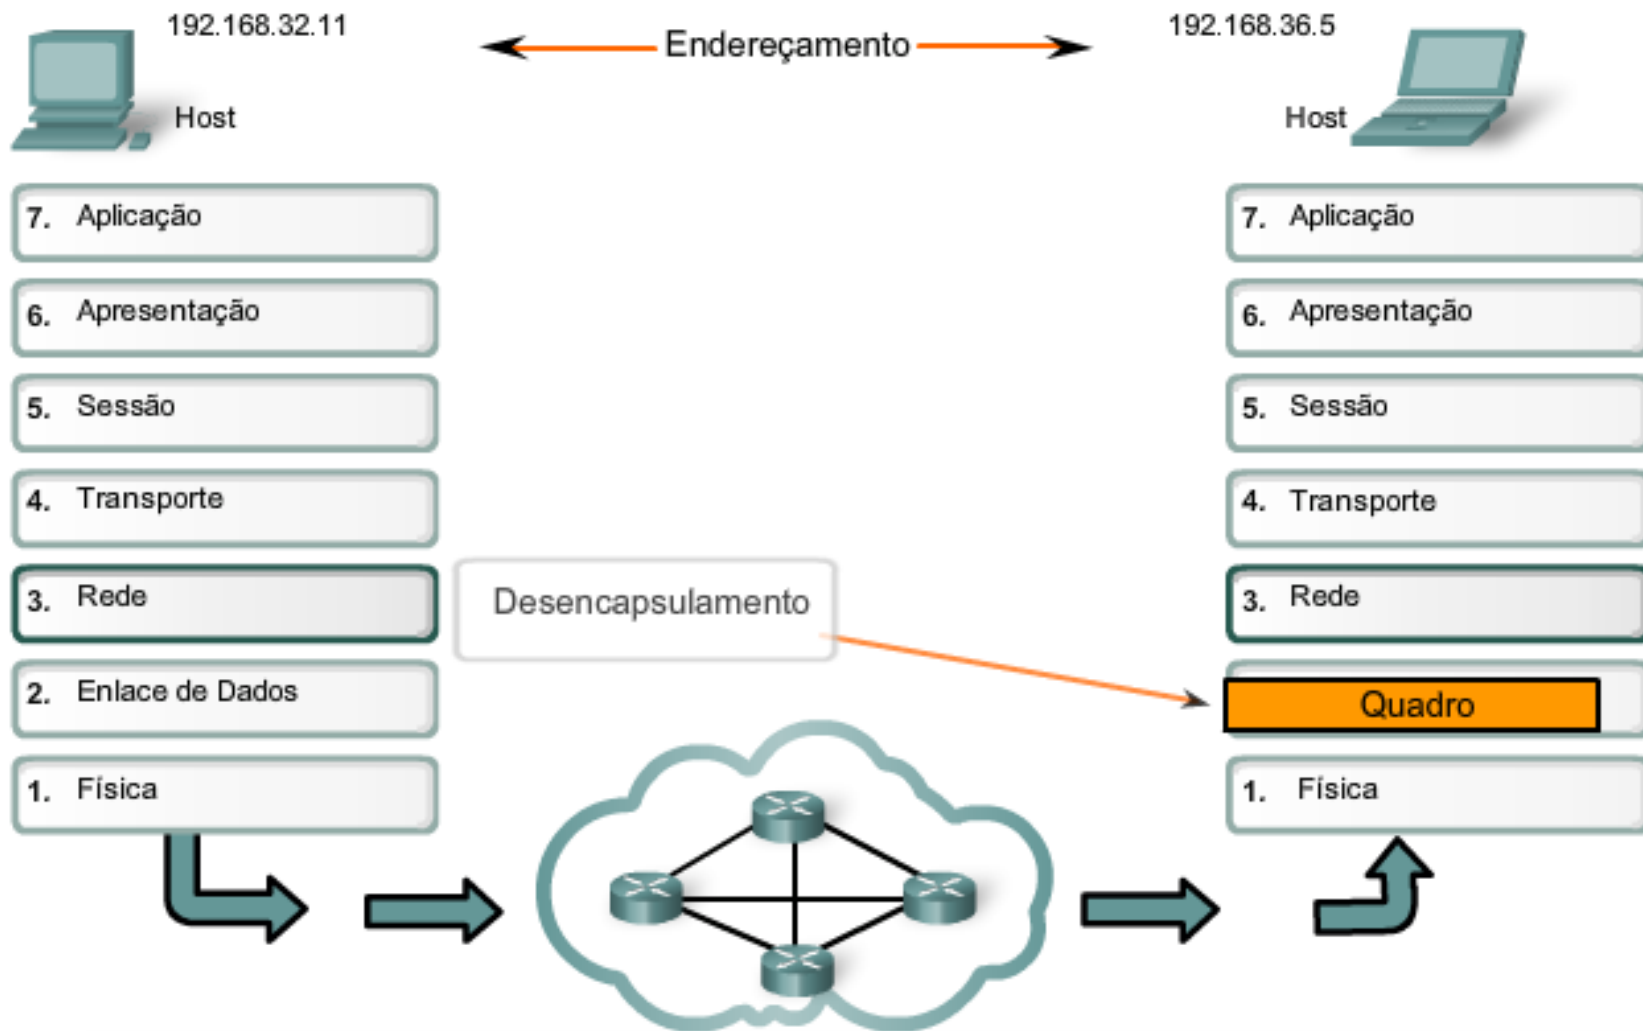 192.168.32.11
Endereçamento
192.168.36.5
Host
Host
7. Aplicação
6. Apresentação
5. Sessão
4. Transporte
3. Rede
2. Enlace de Dados
1. Física
Desencapsulamento
7. Aplicação
6. Apresentação
5. Sessão
4. Transporte
3. Rede
Quadro
1. Física